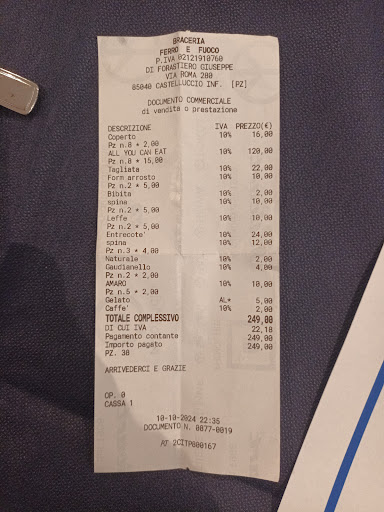 BRACERIA
FERRO E FUOCO
P.IVA 02121910760
DI FORASTIERO GIUSEPPE
VIA ROMA 280
85040 CASTELLUCCIO INF. [PZ]
DOCUMENTO COMMERCIALE
di vendita o prestazione
DESCRIZIONE IVA PREZZO(€)
Coperto 10% 16,00
Pz n.8 * 2,00
ALL YOU CAN EAT 10% 120,00
Pz n.8 * 15,00
Tagliata 10% 22,00
Form arrosto 10% 10,00
Pz n.2 * 5,00
Bibita 10% 2,00
spina 10% 10,00
Pz n.2 * 5,00
Leffe 10% 10,00
Pz n.2 * 5,00
Entrecote' 10% 24,00
spina 10% 12,00
Pz n.3 * 4,00
Naturale 10% 2,00
Gaudianello 10% 4,00
Pz n.2 * 2,00
AMARO 10% 10,00
Pz n.5 * 2,00
Gelato AL* 5,00
Caffe' 10% 2,00
TOTALE COMPLESSIVO 249,00
DI CUI IVA 22,18
Pagamento contante 249,00
Importo pagato 249,00
PZ. 38
ARRIVEDERCI E GRAZIE
OP. 0
CASSA 1
10-10-2024 22:35
DOCUMENTO N. 0877-0019
RT 2CITP000167